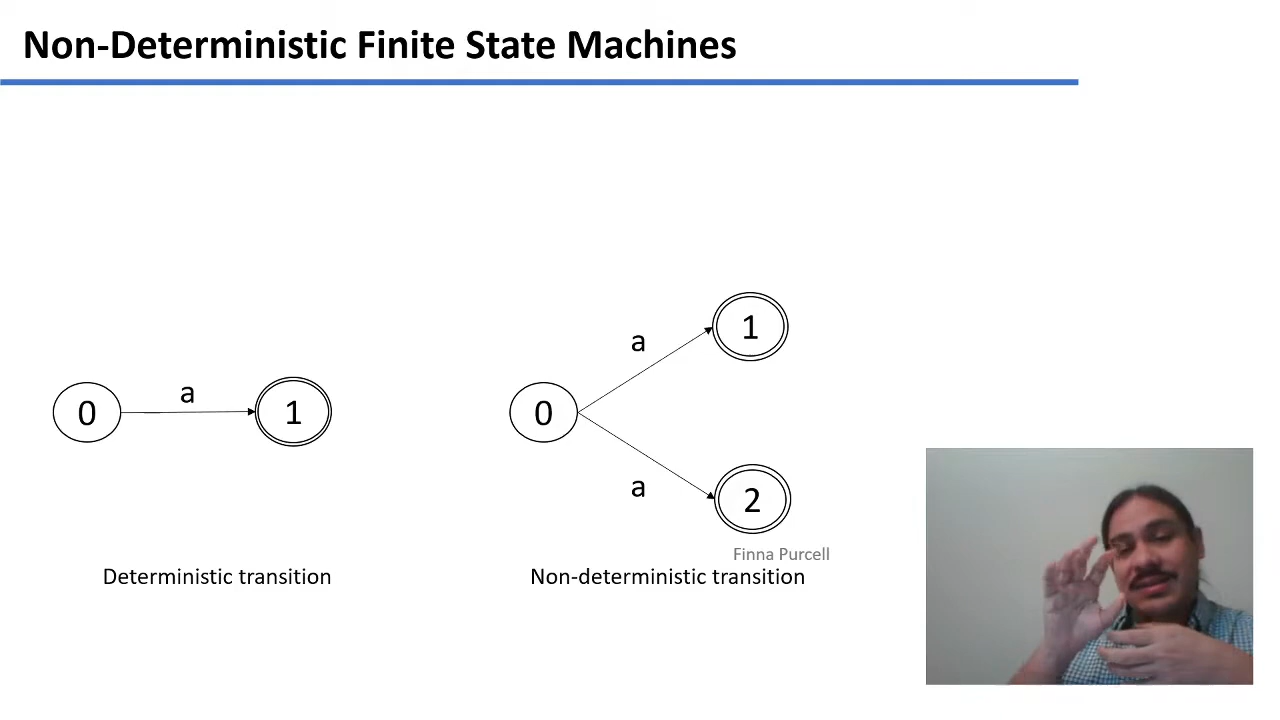 Non-Deterministic Finite State Machines
a
1
a
0
1
0
a
2
Finna Purcell
Deterministic transition
Non-deterministic transition